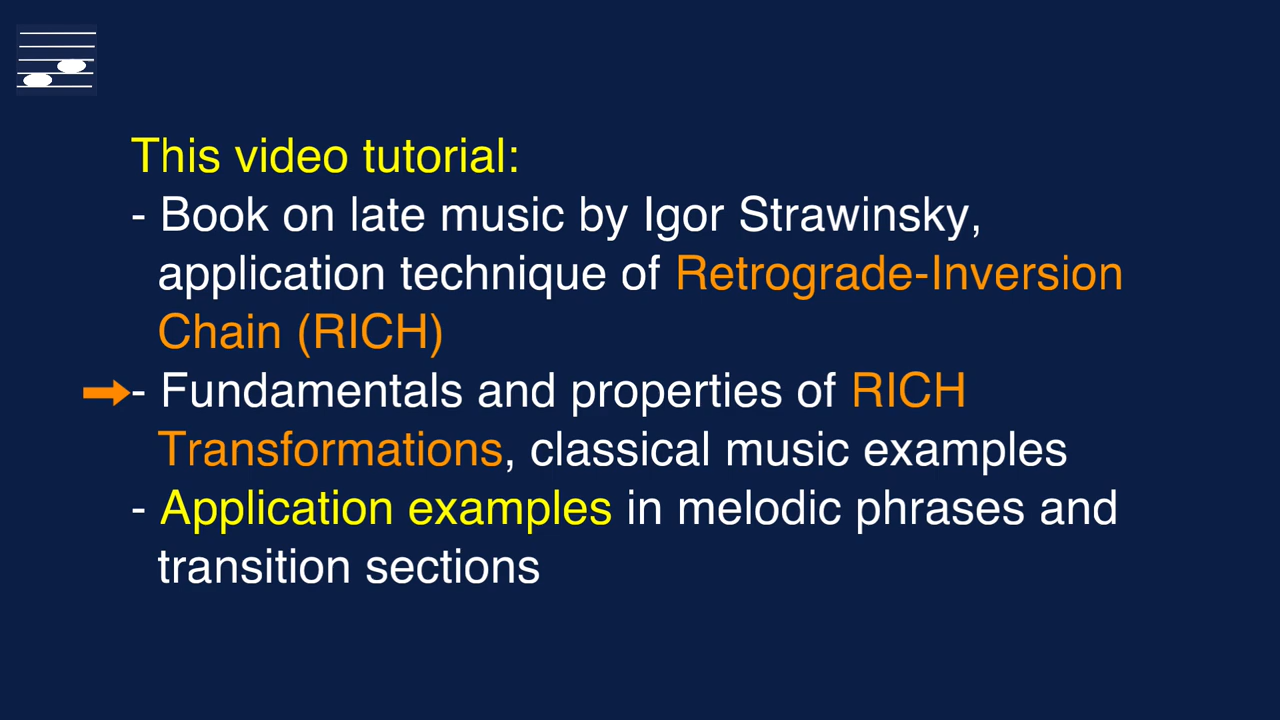 This video tutorial:
- Book on late music by Igor Strawinsky,
application technique of Retrograde-Inversion
Chain (RICH)
- Fundamentals and properties of RICH
Transformations, classical music examples
- Application examples in melodic phrases and
transition sections